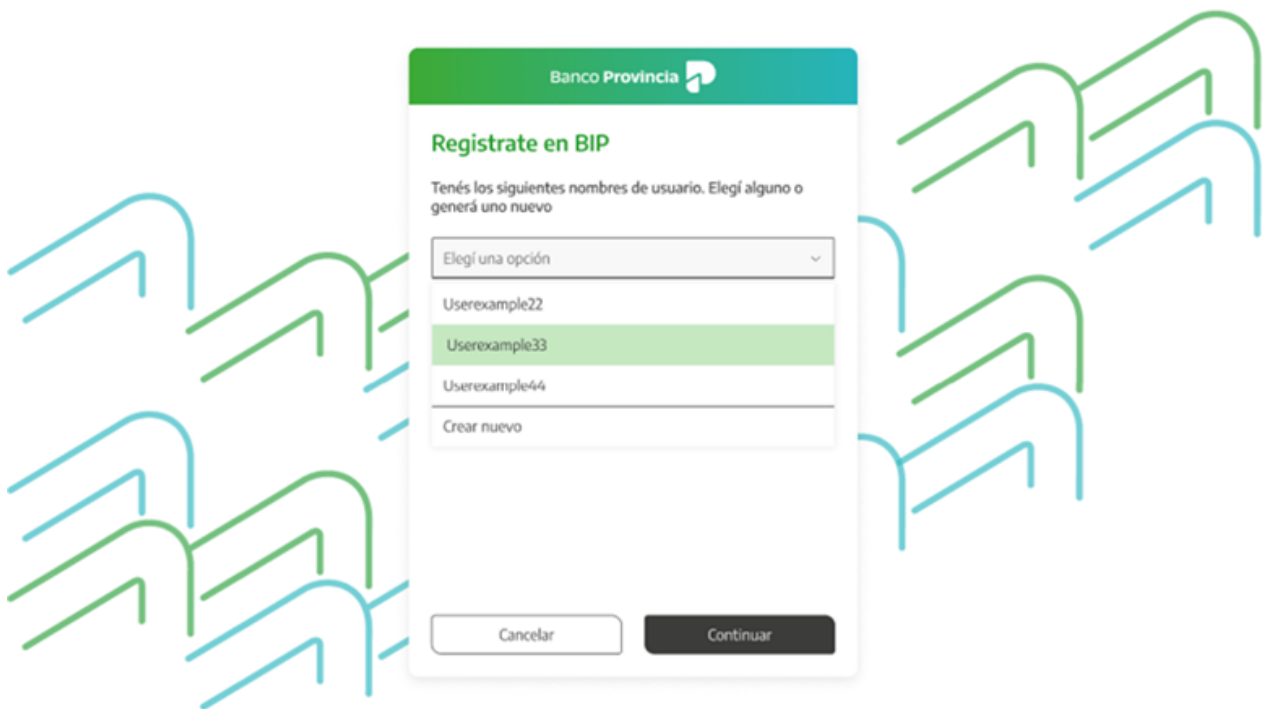 Banco Provincia
Registrate en BIP
Tenés los siguientes nombres de usuario. Elegí alguno o
generá uno nuevo
Elegí una opción
Userexample22
Userexample33
Userexample44
Crear nuevo
Cancelar
Continuar